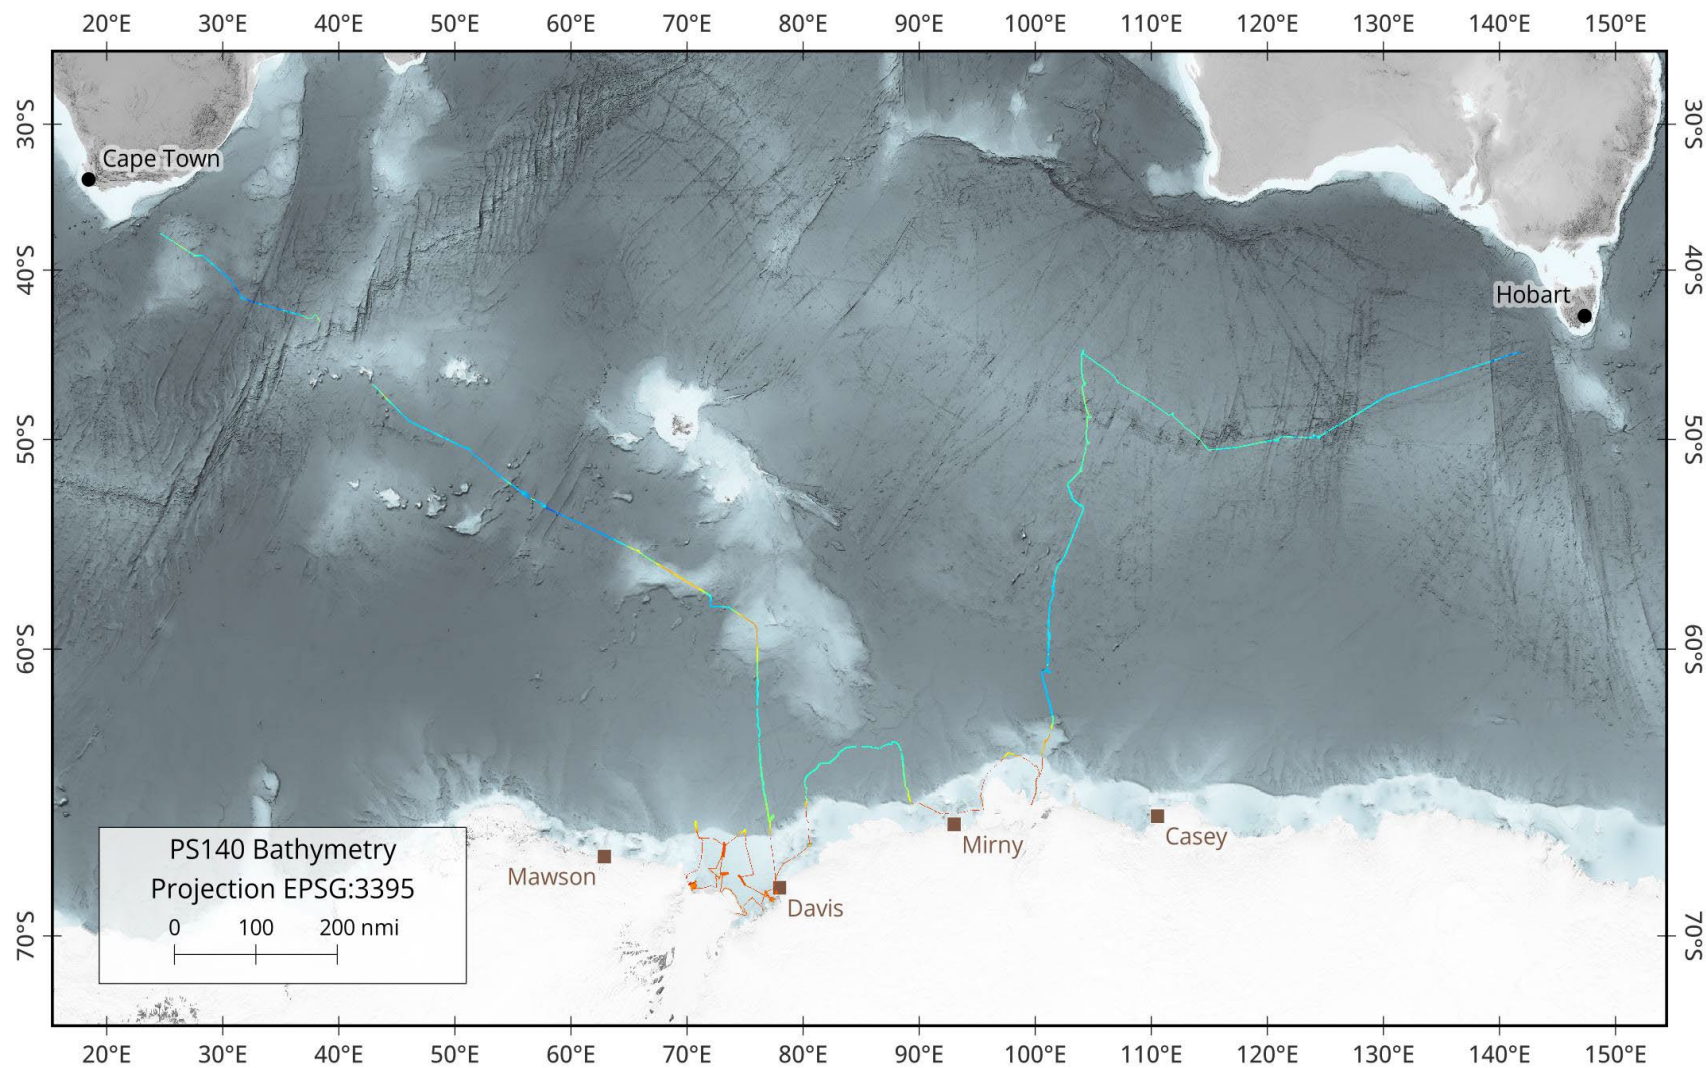 20°E 30°E 40°E 50°E 60°E 70°E 80°E 90°E 100°E 110°E 120°E 130°E 140°E 150°E
30°S 30°S
Cape Town
40°S 40°S
Hobart
50°S 50°S
60°S 60°S
PS140 Bathymetry
Projection EPSG:3395
0 100 200 nmi
Mawson
Davis
Mirny
Casey
70°S 70°S
20°E 30°E 40°E 50°E 60°E 70°E 80°E 90°E 100°E 110°E 120°E 130°E 140°E 150°E